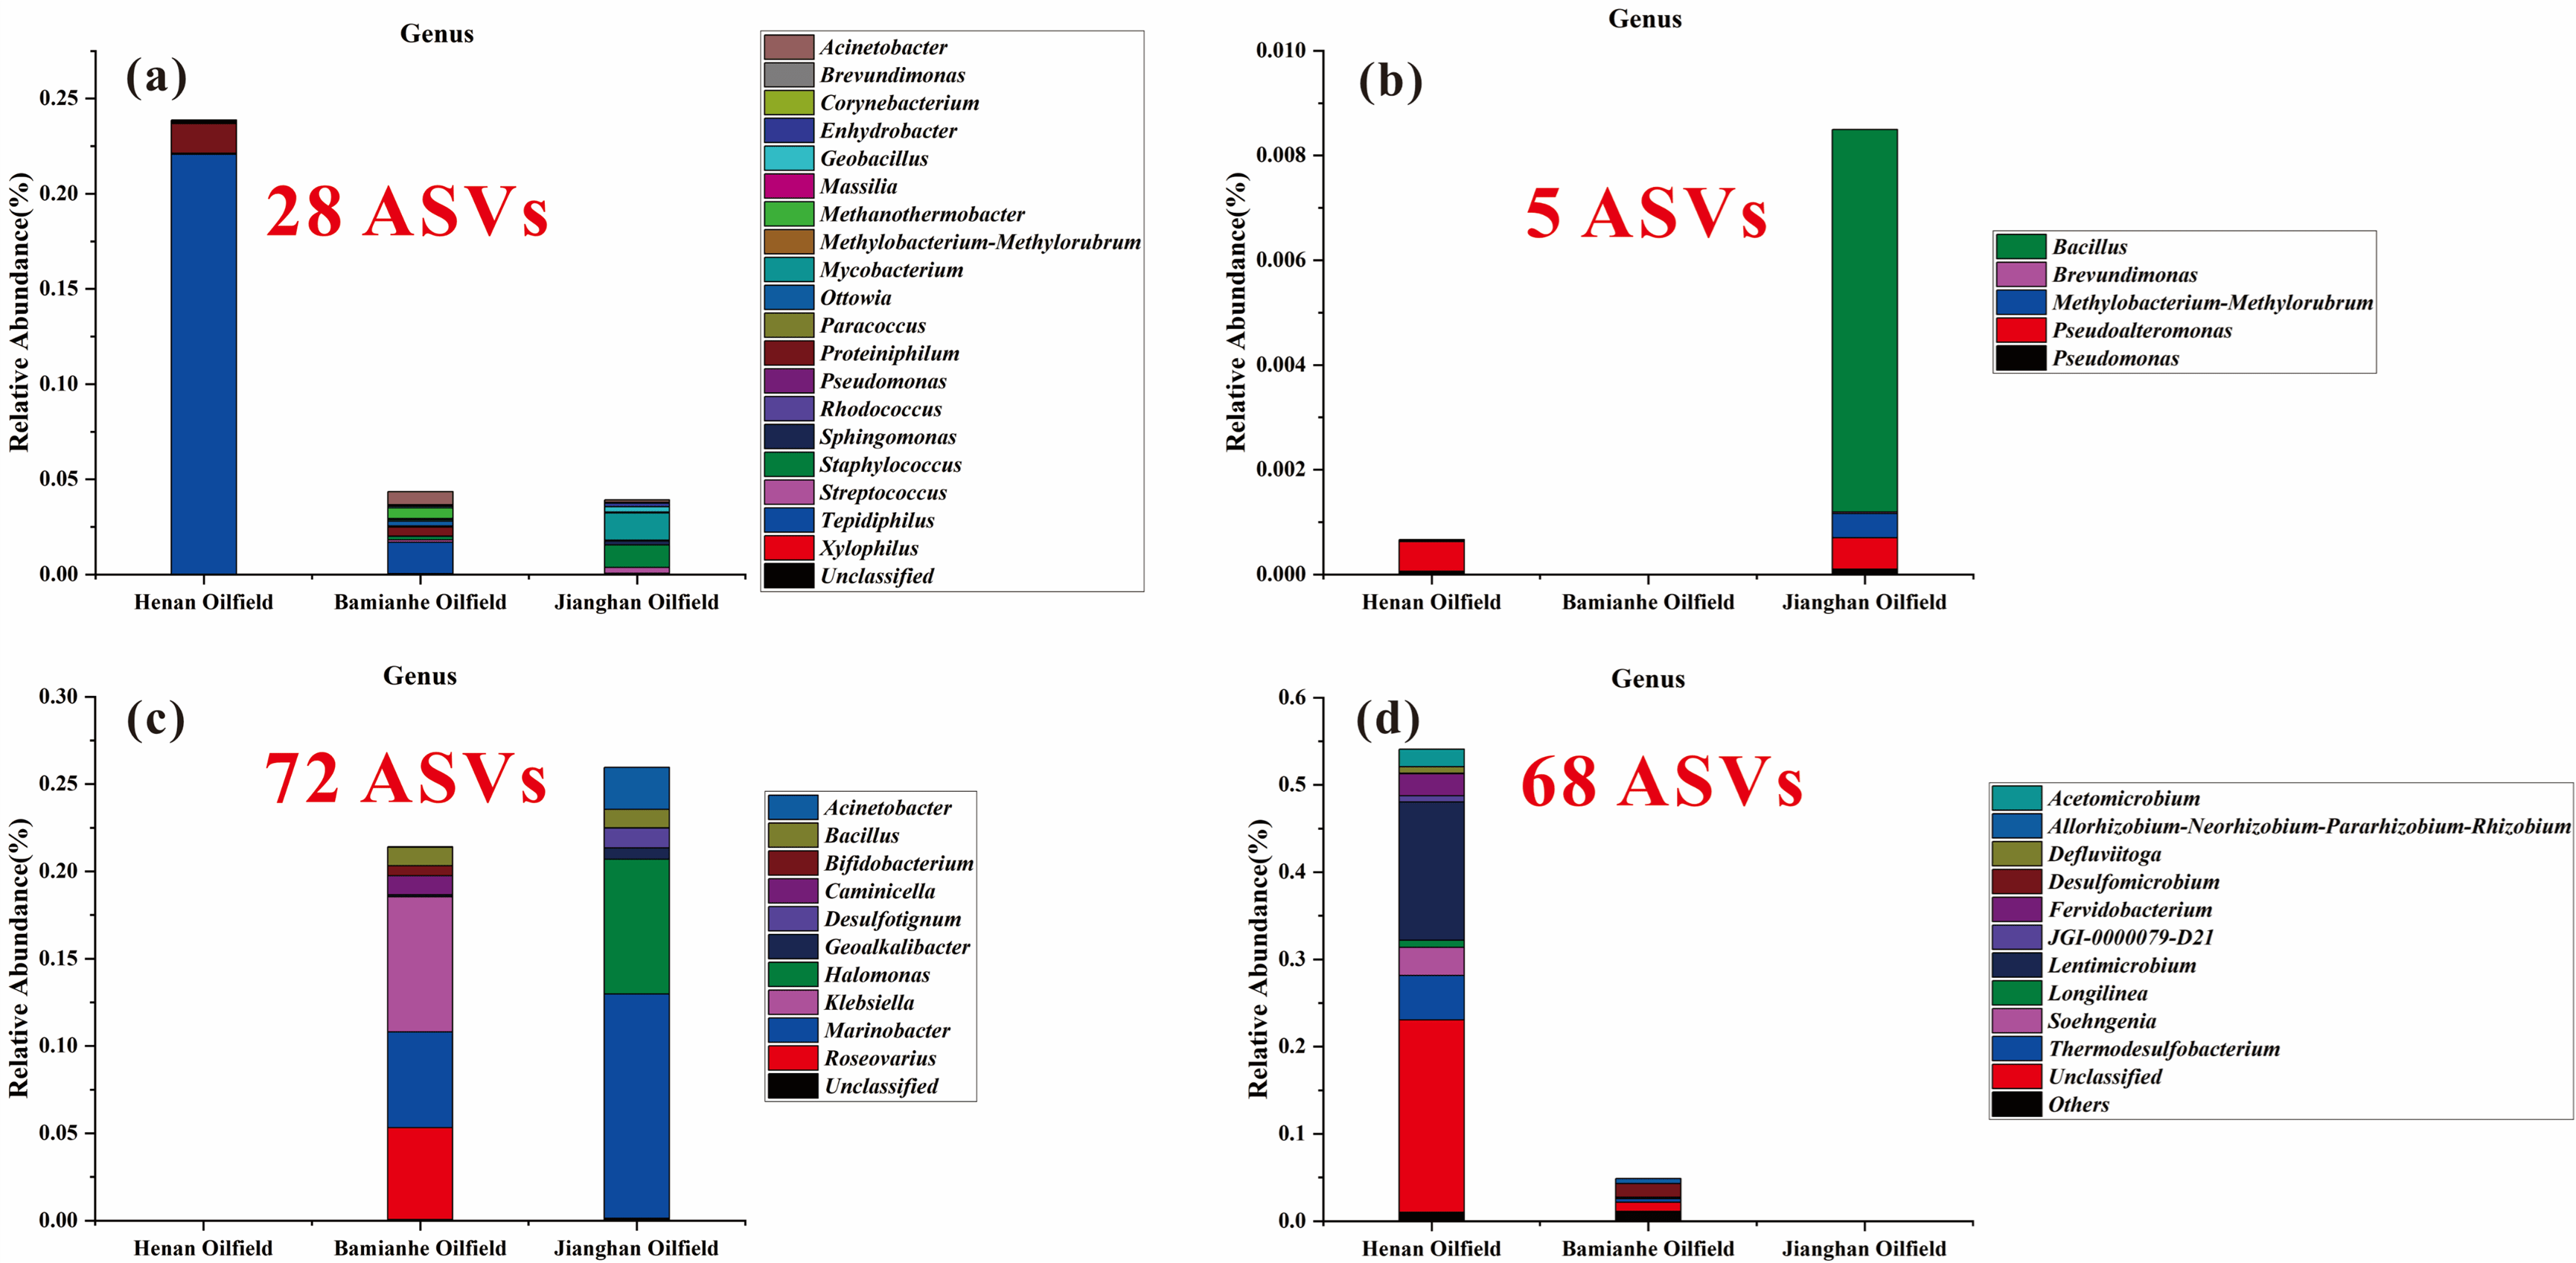 Genus
(a)
28 ASVs
Relative Abundance(%)
0.25
0.20
0.15
0.10
0.05
0.00
Henan Oilfield
Bamianhe Oilfield
Jianghan Oilfield
Acinetobacter
Brevundimonas
Corynebacterium
Enhydrobacter
Geobacillus
Massilia
Methanothermobacter
Methylobacterium-Methylorubrum
Mycobacterium
Ottowia
Paracoccus
Proteiniphilum
Pseudomonas
Rhodococcus
Sphingomonas
Staphylococcus
Streptococcus
Tepidiphilus
Xylophilus
Unclassified
Genus
(b)
5 ASVs
Relative Abundance(%)
0.010
0.008
0.006
0.004
0.002
0.000
Henan Oilfield
Bamianhe Oilfield
Jianghan Oilfield
Bacillus
Brevundimonas
Methylobacterium-Methylorubrum
Pseudoalteromonas
Pseudomonas
Genus
(c)
72 ASVs
Relative Abundance(%)
0.30
0.25
0.20
0.15
0.10
0.05
0.00
Henan Oilfield
Bamianhe Oilfield
Jianghan Oilfield
Acinetobacter
Bacillus
Bifidobacterium
Caminicella
Desulfotignum
Geoalkalibacter
Halomonas
Klebsiella
Marinobacter
Roseovarius
Unclassified
Genus
(d)
68 ASVs
Relative Abundance(%)
0.6
0.5
0.4
0.3
0.2
0.1
0.0
Henan Oilfield
Bamianhe Oilfield
Jianghan Oilfield
Acetomicrobium
Allorhizobium-Neorhizobium-Pararhizobium-Rhizobium
Defluviitoga
Desulfomicrobium
Fervidobacterium
JGI-0000079-D21
Lentimicrobium
Longilinea
Soehngenia
Thermodesulfobacterium
Unclassified
Others